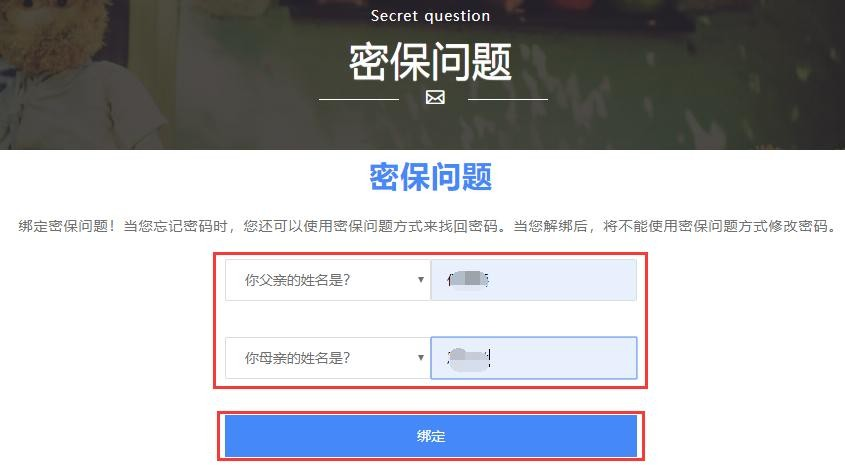 Secret question
密保问题
密保问题
绑定密保问题！当您忘记密码时，您还可以使用密保问题方式来找回密码。当您解绑后，将不能使用密保问题方式修改密码。
你父亲的姓名是?
你母亲的姓名是?
绑定